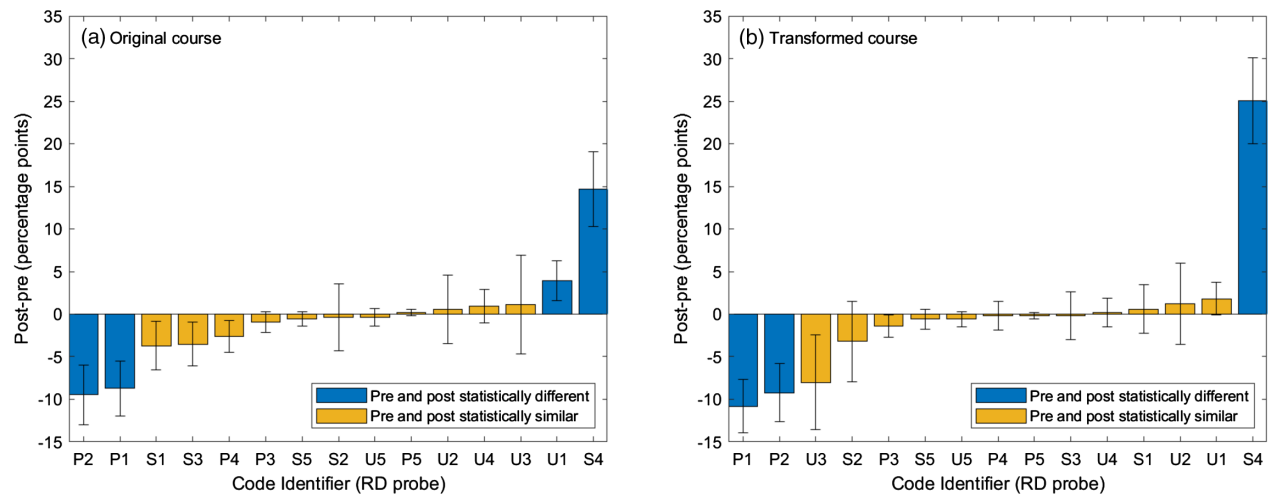 (a) Original course
Post-pre (percentage points)
35
30
25
20
15
10
5
0
-5
-10
-15
Pre and post statistically different
Pre and post statistically similar
P2 P1 S1 S3 P4 P3 S5 S2 U5 P5 U2 U4 U3 U1 S4
Code Identifier (RD probe)
(b) Transformed course
Post-pre (percentage points)
35
30
25
20
15
10
5
0
-5
-10
-15
Pre and post statistically different
Pre and post statistically similar
P1 P2 U3 S2 P3 S5 U5 P4 P5 S3 U4 S1 U2 U1 S4
Code Identifier (RD probe)